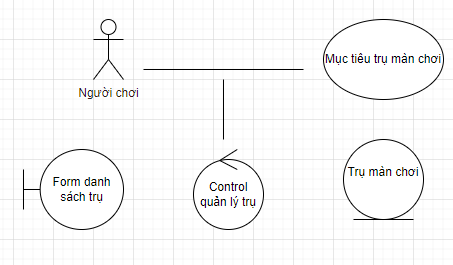 Người chơi
Mục tiêu trụ màn chơi
Form danh
sách trụ
Control
quản lý trụ
Trụ màn chơi